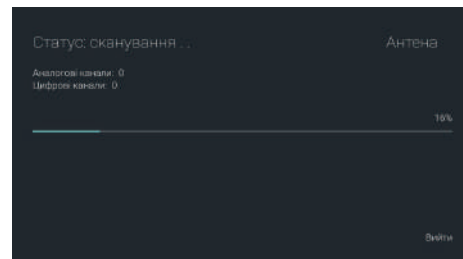 Статус: сканування . . Антена
Аналогові канали: 0
Цифрові канали: 0
16%
Вийти